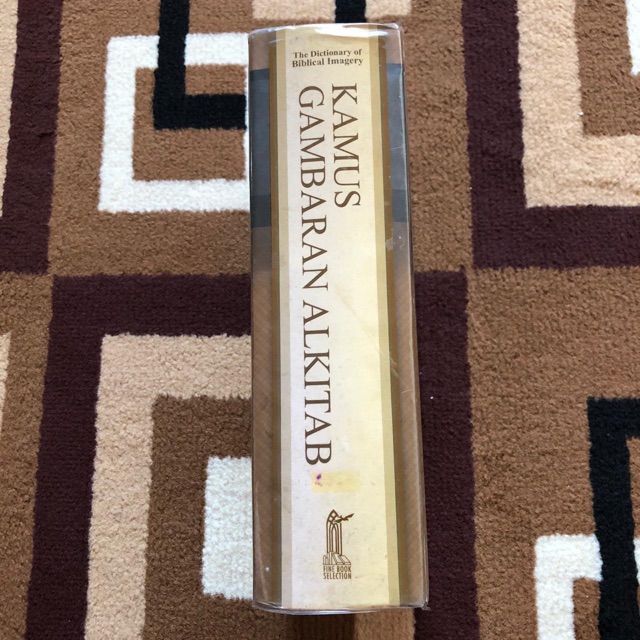 The Dictionary of
Biblical Imagery
KAMUS
GAMBARAN ALKITAB
FINE BOOK
SELECTION